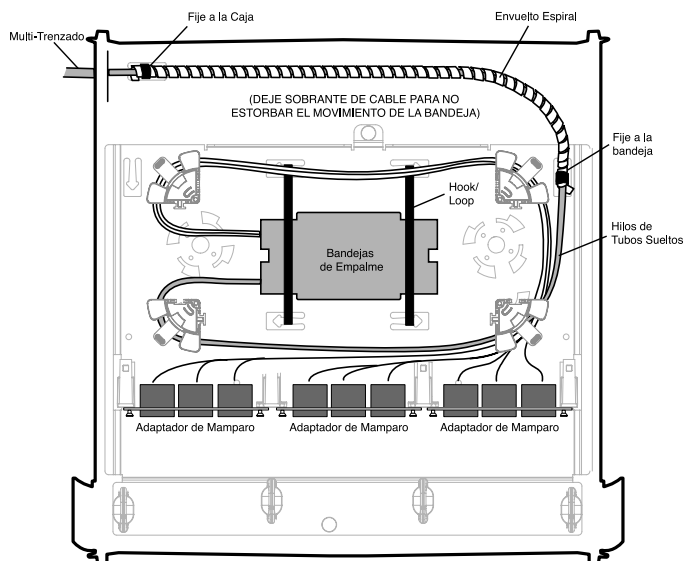 Fije a la Caja
Envuelto Espiral
Multi-Trenzado
(DEJE SOBRANTE DE CABLE PARA NO
ESTORBAR EL MOVIMIENTO DE LA BANDEJA)
Fije a la
bandeja
Hook/
Loop
Hilos de
Tubos Sueltos
Bandejas
de Empalme
Adaptador de Mamparo
Adaptador de Mamparo
Adaptador de Mamparo